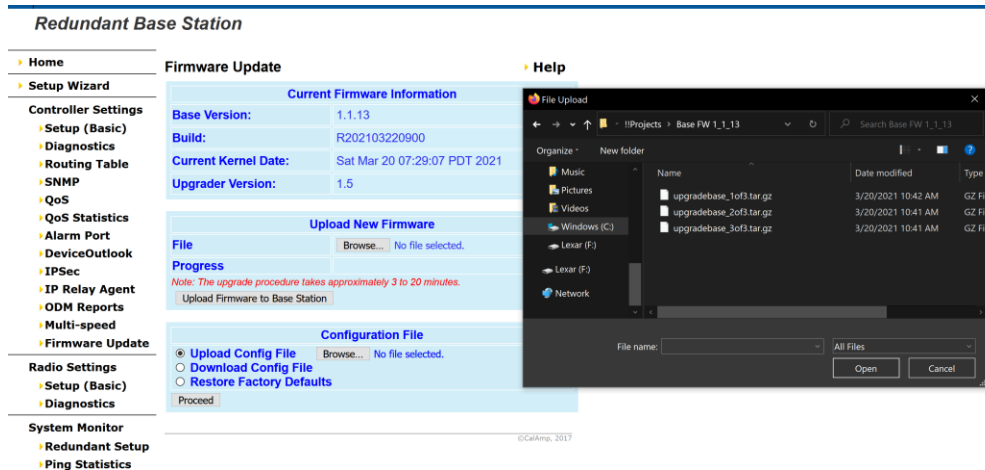 Redundant Base Station
Home
Setup Wizard
Controller Settings
Setup (Basic)
Diagnostics
Routing Table
SNMP
QoS
QoS Statistics
Alarm Port
DeviceOutlook
IPSec
IP Relay Agent
ODM Reports
Multi-speed
Firmware Update
Radio Settings
Setup (Basic)
Diagnostics
System Monitor
Redundant Setup
Ping Statistics
Firmware Update
Help
Current Firmware Information
Base Version: 1.1.13
Build: R202103220900
Current Kernel Date: Sat Mar 20 07:29:07 PDT 2021
Upgrader Version: 1.5
Upload New Firmware
File Browse... No file selected.
Progress
Note: The upgrade procedure takes approximately 3 to 20 minutes.
Upload Firmware to Base Station
Configuration File
Upload Config File Browse... No file selected.
Download Config File
Restore Factory Defaults
Proceed
©CalAmp, 2017
File Upload
!!Projects > Base FW 1_1_13
Search Base FW 1_1_13
Organize New folder
Music
Pictures
Videos
Windows (C:)
Lexar (F:)
Lexar (F:)
Network
Name Date modified Type
upgradebase_1of3.tar.gz 3/20/2021 10:42 AM GZ Fi
upgradebase_2of3.tar.gz 3/20/2021 10:41 AM GZ Fi
upgradebase_3of3.tar.gz 3/20/2021 10:41 AM GZ Fi
File name: All Files
Open Cancel